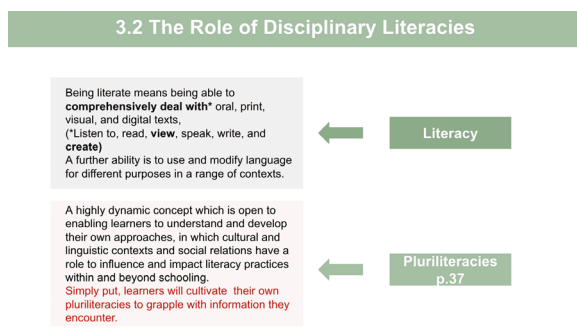 3.2 The Role of Disciplinary Literacies
Being literate means being able to
comprehensively deal with* oral, print,
visual, and digital texts,
(*Listen to, read, view, speak, write, and
create)
A further ability is to use and modify language
for different purposes in a range of contexts.
Literacy
A highly dynamic concept which is open to
enabling learners to understand and develop
their own approaches, in which cultural and
linguistic contexts and social relations have a
role to influence and impact literacy practices
within and beyond schooling.
Simply put, learners will cultivate their own
pluriliteracies to grapple with information they
encounter.
Pluriliteracies
p.37